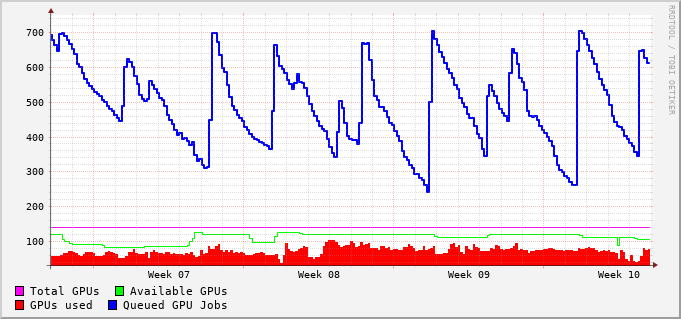 RRDTOOL / TOBI OETIKER
700
600
500
400
300
200
100
Week 07 Week 08 Week 09 Week 10
Total GPUs Available GPUs
GPUs used Queued GPU Jobs